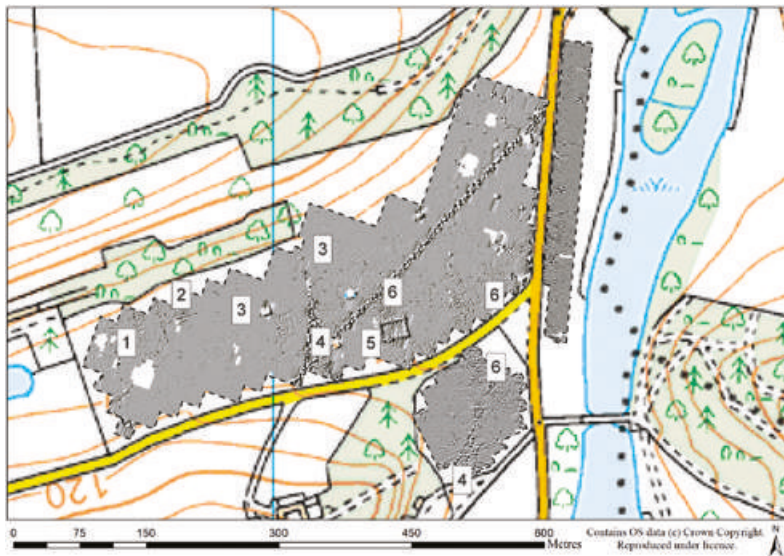 2
3
1
3
6
6
4
5
6
4
120
0 75 150 300 450 600
Metres
Contains OS data (c) Crown Copyright.
Reproduced under licence.
N